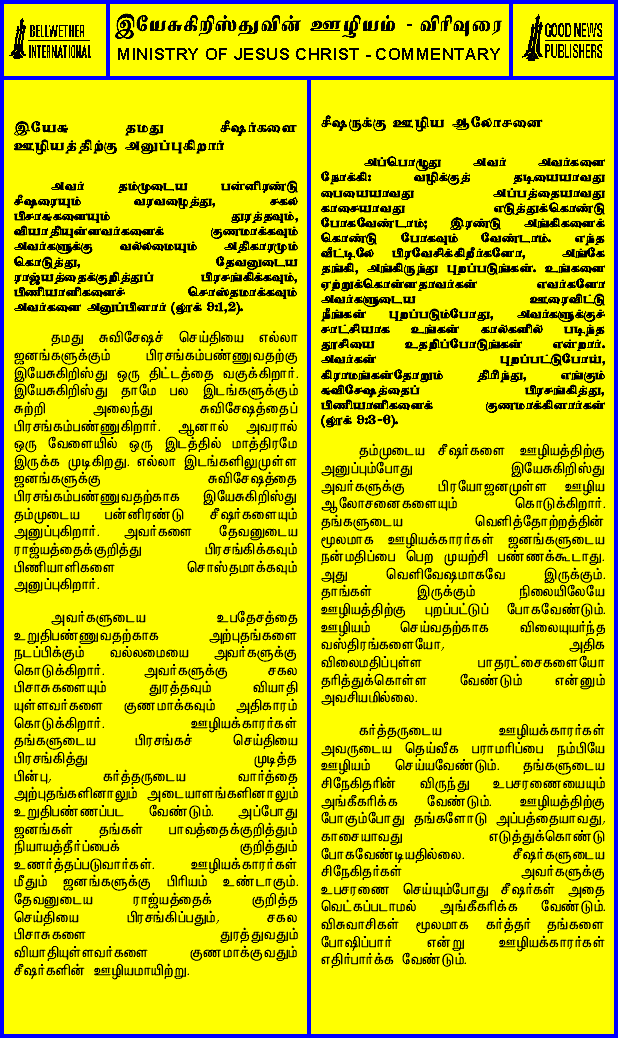 BELLWETHER
INTERNATIONAL
இயேசுகிறிஸ்துவின் ஊழியம் - விரிவுரை
MINISTRY OF JESUS CHRIST - COMMENTARY
GOOD NEWS
PUBLISHERS
இயேசு தமது சீஷர்களை
ஊழியத்திற்கு அனுப்புகிறார்
அவர் தம்முடைய பன்னிரண்டு
சீஷரையும் வரவழைத்து, சகல
பிசாசுகளையும் துரத்தவும்,
வியாதியுள்ளவர்களைக் குணமாக்கவும்
அவர்களுக்கு வல்லமையும் அதிகாரமும்
கொடுத்து, தேவனுடைய
ராஜ்யத்தைக்குறித்துப் பிரசங்கிக்கவும்,
பிணியாளிகளைச் சொஸ்தமாக்கவும்
அவர்களை அனுப்பினார் (லூக் 9:1,2).
தமது சுவிசேஷச் செய்தியை எல்லா
ஜனங்களுக்கும் பிரசங்கம்பண்ணுவதற்கு
இயேசுகிறிஸ்து ஒரு திட்டத்தை வகுக்கிறார்.
இயேசுகிறிஸ்து தாமே பல இடங்களுக்கும்
சுற்றி அலைந்து சுவிசேஷத்தைப்
பிரசங்கம்பண்ணுகிறார். ஆனால் அவரால்
ஒரு வேளையில் ஒரு இடத்தில் மாத்திரமே
இருக்க முடிகிறது. எல்லா இடங்களிலுமுள்ள
ஜனங்களுக்கு சுவிசேஷத்தை
பிரசங்கம்பண்ணுவதற்காக இயேசுகிறிஸ்து
தம்முடைய பன்னிரண்டு சீஷர்களையும்
அனுப்புகிறார். அவர்களை தேவனுடைய
ராஜ்யத்தைக்குறித்து பிரசங்கிக்கவும்
பிணியாளிகளை சொஸ்தமாக்கவும்
அனுப்புகிறார்.
அவர்களுடைய உபதேசத்தை
உறுதிபண்ணுவதற்காக அற்புதங்களை
நடப்பிக்கும் வல்லமையை அவர்களுக்கு
கொடுக்கிறார். அவர்களுக்கு சகல
பிசாசுகளையும் துரத்தவும் வியாதி
யுள்ளவர்களை குணமாக்கவும் அதிகாரம்
கொடுக்கிறார். ஊழியக்காரர்கள்
தங்களுடைய பிரசங்கச் செய்தியை
பிரசங்கித்து முடித்த
பின்பு, கர்த்தருடைய வார்த்தை
அற்புதங்களினாலும் அடையாளங்களினாலும்
உறுதிபண்ணப்பட வேண்டும். அப்போது
ஜனங்கள் தங்கள் பாவத்தைக்குறித்தும்
நியாயத்தீர்ப்பைக் குறித்தும்
உணர்த்தப்படுவார்கள். ஊழியக்காரர்கள்
மீதும் ஜனங்களுக்கு பிரியம் உண்டாகும்.
தேவனுடைய ராஜ்யத்தைக் குறித்த
செய்தியை பிரசங்கிப்பதும், சகல
பிசாசுகளை துரத்துவதும்
வியாதியுள்ளவர்களை குணமாக்குவதும்
சீஷர்களின் ஊழியமாயிற்று.
சீஷருக்கு ஊழிய ஆலோசனை
அப்பொழுது அவர் அவர்களை
நோக்கி: வழிக்குத் தடியையாவது
பையையாவது அப்பத்தையாவது
காசையாவது எடுத்துக்கொண்டு
போகவேண்டாம்; இரண்டு அங்கிகளைக்
கொண்டு போகவும் வேண்டாம். எந்த
வீட்டிலே பிரவேசிக்கிறீர்களோ, அங்கே
தங்கி, அங்கிருந்து புறப்படுங்கள். உங்களை
ஏற்றுக்கொள்ளதாவர்கள் எவர்களோ
அவர்களுடைய ஊரைவிட்டு
நீங்கள் புறப்படும்போது, அவர்களுக்குச்
சாட்சியாக உங்கள் கால்களில் படிந்த
தூசியை உதறிப்போடுங்கள் என்றார்.
அவர்கள் புறப்பட்டுபோய்,
கிராமங்கள்தோறும் திரிந்து, எங்கும்
சுவிசேஷத்தைப் பிரசங்கித்து,
பிணியாளிகளைக் குணமாக்கினார்கள்
(லூக் 9:3-6).
தம்முடைய சீஷர்களை ஊழியத்திற்கு
அனுப்பும்போது இயேசுகிறிஸ்து
அவர்களுக்கு பிரயோஜனமுள்ள ஊழிய
ஆலோசனைகளையும் கொடுக்கிறார்.
தங்களுடைய வெளித்தோற்றத்தின்
மூலமாக ஊழியக்காரர்கள் ஜனங்களுடைய
நன்மதிப்பை பெற முயற்சி பண்ணக்கூடாது.
அது வெளிவேஷமாகவே இருக்கும்.
தாங்கள் இருக்கும் நிலையிலேயே
ஊழியத்திற்கு புறப்பட்டுப் போகவேண்டும்.
ஊழியம் செய்வதற்காக விலையுயர்ந்த
வஸ்திரங்களையோ, அதிக
விலைமதிப்புள்ள பாதரட்சைகளையோ
தரித்துக்கொள்ள வேண்டும் என்னும்
அவசியமில்லை.
கர்த்தருடைய ஊழியக்காரர்கள்
அவருடைய தெய்வீக பராமரிப்பை நம்பியே
ஊழியம் செய்யவேண்டும். தங்களுடைய
சிநேகிதரின் விருந்து உபசரணையையும்
அங்கீகரிக்க வேண்டும். ஊழியத்திற்கு
போகும்போது தங்களோடு அப்பத்தையாவது,
காசையாவது எடுத்துக்கொண்டு
போகவேண்டியதில்லை. சீஷர்களுடைய
சிநேகிதர்கள் அவர்களுக்கு
உபசரணை செய்யும்போது சீஷர்கள் அதை
வெட்கப்படாமல் அங்கீகரிக்க வேண்டும்.
விசுவாசிகள் மூலமாக கர்த்தர் தங்களை
போஷிப்பார் என்று ஊழியக்காரர்கள்
எதிர்பார்க்க வேண்டும்.